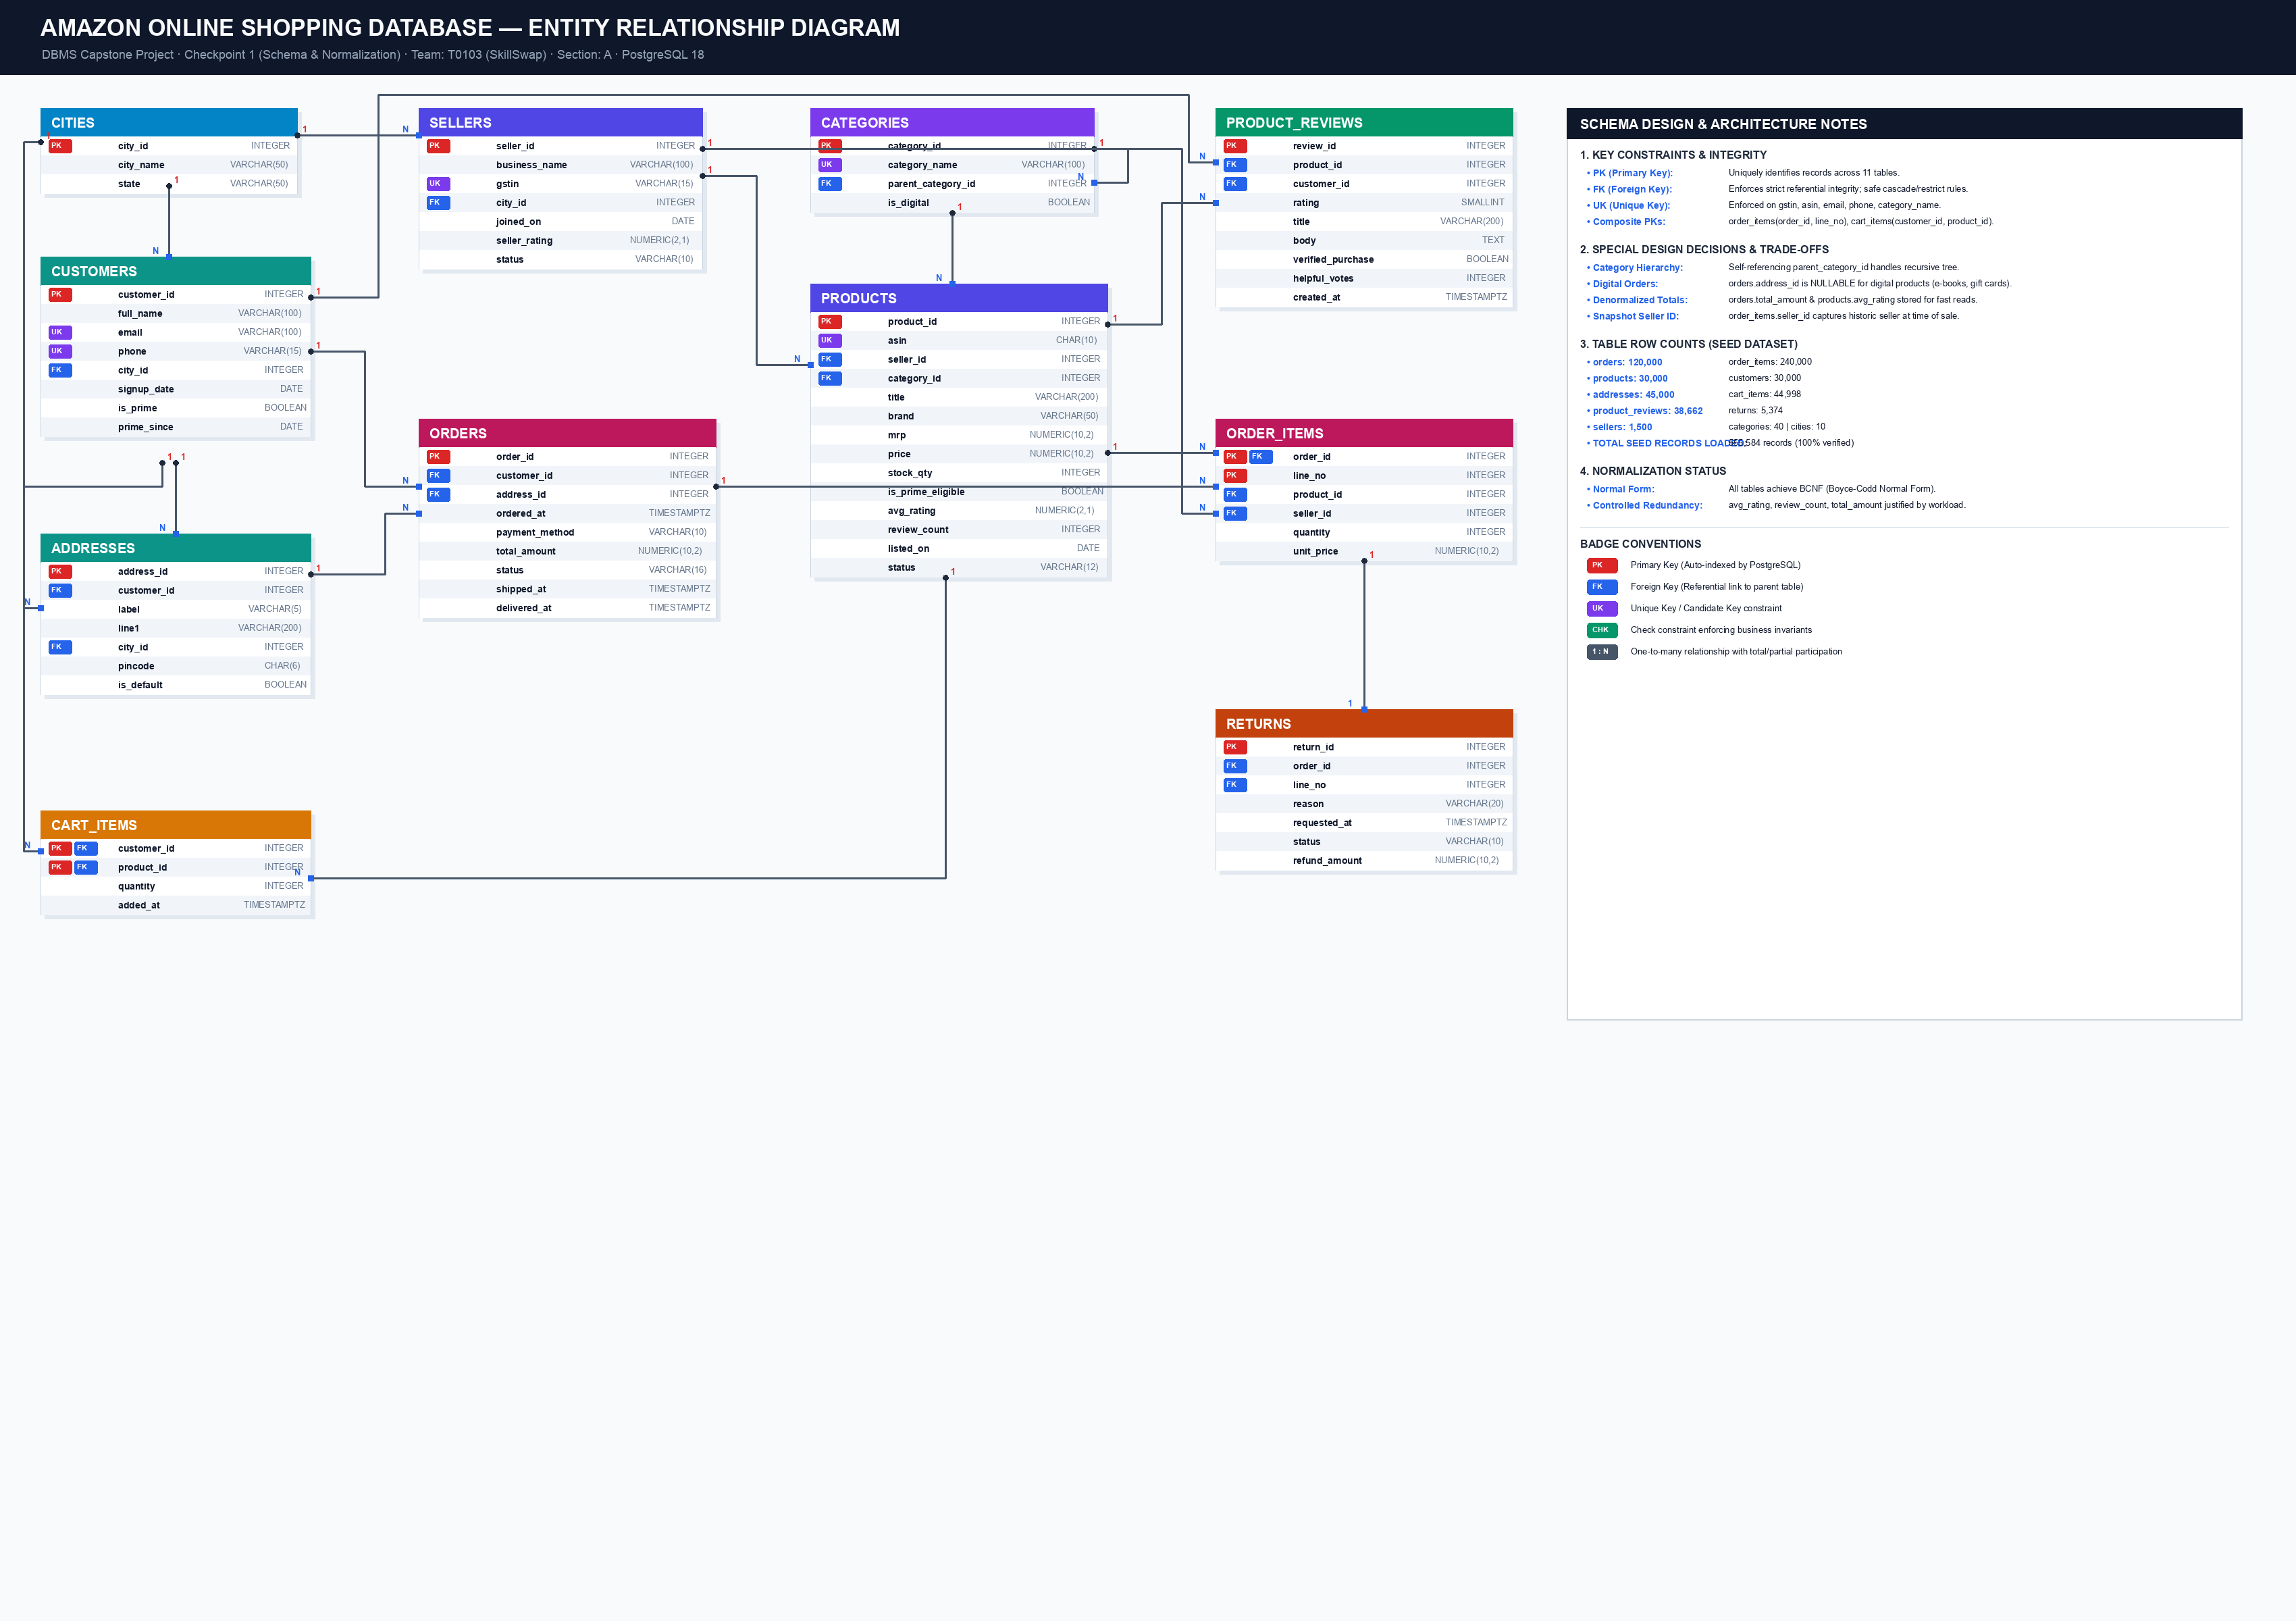 AMAZON ONLINE SHOPPING DATABASE — ENTITY RELATIONSHIP DIAGRAM
DBMS Capstone Project · Checkpoint 1 (Schema & Normalization) · Team: T0103 (SkillSwap) · Section: A · PostgreSQL 18
CITIES
PK city_id INTEGER
city_name VARCHAR(50)
state VARCHAR(50)
1
1
1
N
CUSTOMERS
PK customer_id INTEGER
full_name VARCHAR(100)
UK email VARCHAR(100)
UK phone VARCHAR(15)
FK city_id INTEGER
signup_date DATE
is_prime BOOLEAN
prime_since DATE
1
1
1 1
N
ADDRESSES
PK address_id INTEGER
FK customer_id INTEGER
label VARCHAR(5)
line1 VARCHAR(200)
FK city_id INTEGER
pincode CHAR(6)
is_default BOOLEAN
1
N
CART_ITEMS
PK FK customer_id INTEGER
PK FK product_id INTEGER
quantity INTEGER
added_at TIMESTAMPTZ
N
N
N
SELLERS
PK seller_id INTEGER
business_name VARCHAR(100)
UK gstin VARCHAR(15)
FK city_id INTEGER
joined_on DATE
seller_rating NUMERIC(2,1)
status VARCHAR(10)
1
1
ORDERS
PK order_id INTEGER
FK customer_id INTEGER
FK address_id INTEGER
ordered_at TIMESTAMPTZ
payment_method VARCHAR(10)
total_amount NUMERIC(10,2)
status VARCHAR(16)
shipped_at TIMESTAMPTZ
delivered_at TIMESTAMPTZ
N
N
1
CATEGORIES
PK category_id INTEGER
UK category_name VARCHAR(100)
FK parent_category_id INTEGER
is_digital BOOLEAN
1
N
1
N
PRODUCTS
PK product_id INTEGER
UK asin CHAR(10)
FK seller_id INTEGER
FK category_id INTEGER
title VARCHAR(200)
brand VARCHAR(50)
mrp NUMERIC(10,2)
price NUMERIC(10,2)
stock_qty INTEGER
is_prime_eligible BOOLEAN
avg_rating NUMERIC(2,1)
review_count INTEGER
listed_on DATE
status VARCHAR(12)
N
1
1
1
PRODUCT_REVIEWS
PK review_id INTEGER
FK product_id INTEGER
FK customer_id INTEGER
rating SMALLINT
title VARCHAR(200)
body TEXT
verified_purchase BOOLEAN
helpful_votes INTEGER
created_at TIMESTAMPTZ
N
N
ORDER_ITEMS
PK FK order_id INTEGER
PK line_no INTEGER
FK product_id INTEGER
FK seller_id INTEGER
quantity INTEGER
unit_price NUMERIC(10,2)
N
N
N
1
1
RETURNS
PK return_id INTEGER
FK order_id INTEGER
FK line_no INTEGER
reason VARCHAR(20)
requested_at TIMESTAMPTZ
status VARCHAR(10)
refund_amount NUMERIC(10,2)
SCHEMA DESIGN & ARCHITECTURE NOTES
1. KEY CONSTRAINTS & INTEGRITY
• PK (Primary Key): Uniquely identifies records across 11 tables.
• FK (Foreign Key): Enforces strict referential integrity; safe cascade/restrict rules.
• UK (Unique Key): Enforced on gstin, asin, email, phone, category_name.
• Composite PKs: order_items(order_id, line_no), cart_items(customer_id, product_id).
2. SPECIAL DESIGN DECISIONS & TRADE-OFFS
• Category Hierarchy: Self-referencing parent_category_id handles recursive tree.
• Digital Orders: orders.address_id is NULLABLE for digital products (e-books, gift cards).
• Denormalized Totals: orders.total_amount & products.avg_rating stored for fast reads.
• Snapshot Seller ID: order_items.seller_id captures historic seller at time of sale.
3. TABLE ROW COUNTS (SEED DATASET)
• orders: 120,000 order_items: 240,000
• products: 30,000 customers: 30,000
• addresses: 45,000 cart_items: 44,998
• product_reviews: 38,662 returns: 5,374
• sellers: 1,500 categories: 40 | cities: 10
• TOTAL SEED RECORDS LOADED: records (100% verified)
4. NORMALIZATION STATUS
• Normal Form: All tables achieve BCNF (Boyce-Codd Normal Form).
• Controlled Redundancy: avg_rating, review_count, total_amount justified by workload.
BADGE CONVENTIONS
PK Primary Key (Auto-indexed by PostgreSQL)
FK Foreign Key (Referential link to parent table)
UK Unique Key / Candidate Key constraint
CHK Check constraint enforcing business invariants
1 : N One-to-many relationship with total/partial participation